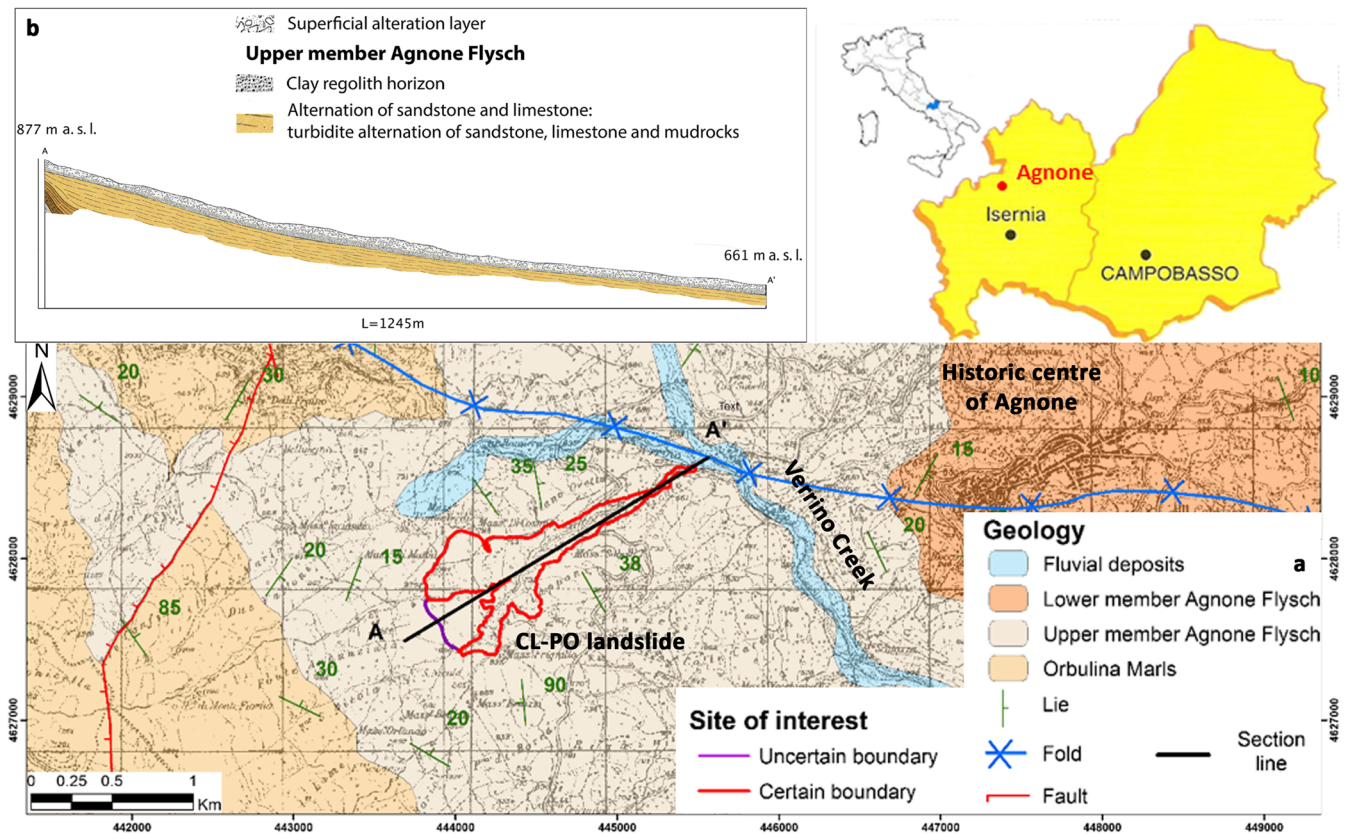 b
Superficial alteration layer
Upper member Agnone Flysch
Clay regolith horizon
Alternation of sandstone and limestone:
turbidite alternation of sandstone, limestone and mudrocks
877 m a. s. l.
A
661 m a. s. l.
A'
L=1245m
Agnone
Isernia
CAMPOBASSO
N
20
30
Historic centre
of Agnone
10
Text
A'
15
35
25
Verrino Creek
20
20
15
38
85
A
CL-PO landslide
30
90
20
4629000
4628000
4627000
4629000
4628000
4627000
Geology
a
Fluvial deposits
Lower member Agnone Flysch
Upper member Agnone Flysch
Orbulina Marls
Lie
Fold
Fault
Section
line
Site of interest
Uncertain boundary
Certain boundary
0 0.25 0.5 1
Km
442000 443000 444000 445000 446000 447000 448000 449000